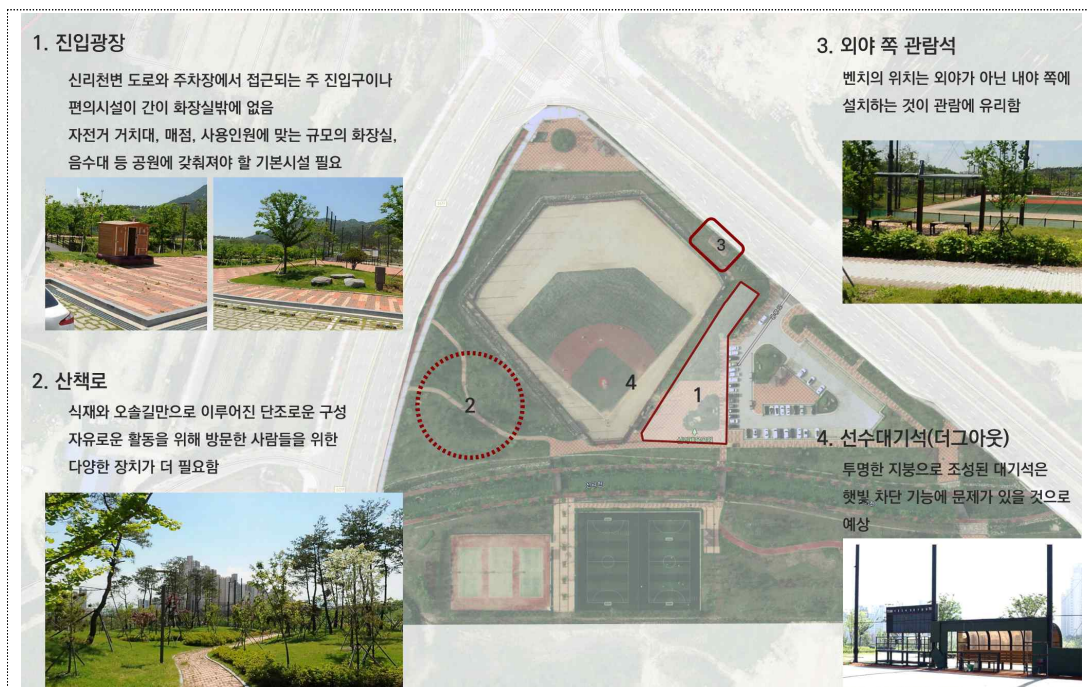 1. 진입광장
신리천변 도로와 주차장에서 접근되는 주 진입구이나
편의시설이 간이 화장실밖에 없음
자전거 거치대, 매점, 사용인원에 맞는 규모의 화장실,
음수대 등 공원에 갖춰져야 할 기본시설 필요
2. 산책로
식재와 오솔길만으로 이루어진 단조로운 구성
자유로운 활동을 위해 방문한 사람들을 위한
다양한 장치가 더 필요함
3. 외야 쪽 관람석
벤치의 위치는 외야가 아닌 내야 쪽에
설치하는 것이 관람에 유리함
4. 선수대기석(더그아웃)
투명한 지붕으로 조성된 대기석은
햇빛 차단 기능에 문제가 있을 것으로
예상
3
4
1
2